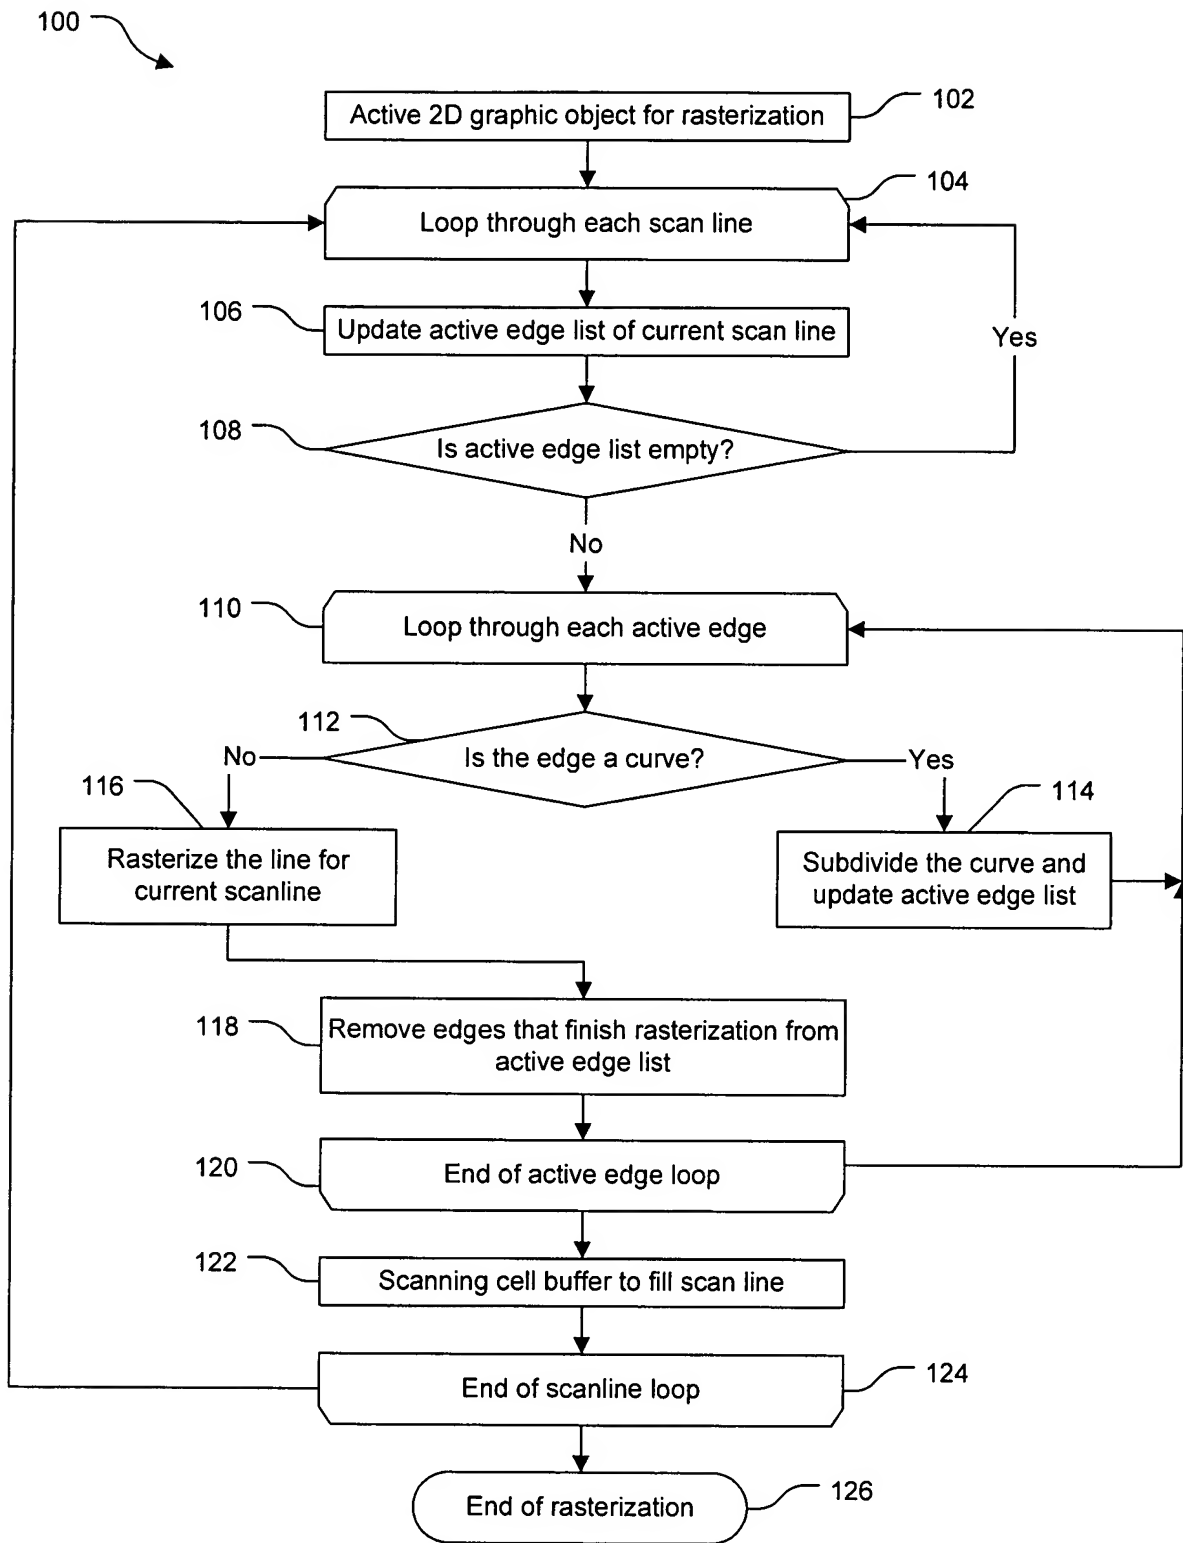 100
Active 2D graphic object for rasterization
102
104
Loop through each scan line
106
Update active edge list of current scan line
Yes
108
Is active edge list empty?
No
110
Loop through each active edge
112
Is the edge a curve?
No
Yes
116
114
Rasterize the line for
current scanline
Subdivide the curve and
update active edge list
118
Remove edges that finish rasterization from
active edge list
120
End of active edge loop
122
Scanning cell buffer to fill scan line
End of scanline loop
124
End of rasterization
126